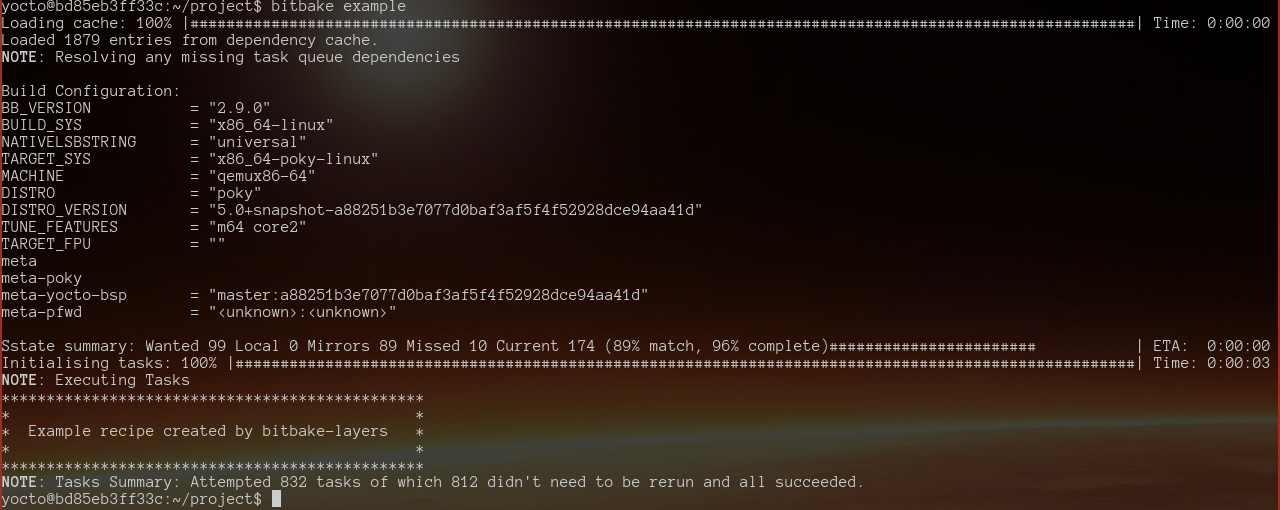 yocto@bd85eb3ff33c:~/project$ bitbake example
Loading cache: 100% |#########################################################################################################| Time: 0:00:00
Loaded 1879 entries from dependency cache.
NOTE: Resolving any missing task queue dependencies
Build Configuration:
BB_VERSION           = "2.9.0"
BUILD_SYS            = "x86_64-linux"
NATIVELSBSTRING      = "universal"
TARGET_SYS           = "x86_64-poky-linux"
MACHINE              = "qemux86-64"
DISTRO               = "poky"
DISTRO_VERSION       = "5.0+snapshot-a88251b3e7077d0baf3af5f4f52928dce94aa41d"
TUNE_FEATURES        = "m64 core2"
TARGET_FPU           = ""
meta
meta-poky
meta-yocto-bsp       = "master:a88251b3e7077d0baf3af5f4f52928dce94aa41d"
meta-pfwd            = "<unknown>:<unknown>"
Sstate summary: Wanted 99 Local 0 Mirrors 89 Missed 10 Current 174 (89% match, 96% complete)#######################           | ETA:  0:00:00
Initialising tasks: 100% |####################################################################################################| Time: 0:00:03
NOTE: Executing Tasks
***********************************************
*                                             *
*  Example recipe created by bitbake-layers   *
*                                             *
***********************************************
NOTE: Tasks Summary: Attempted 832 tasks of which 812 didn't need to be rerun and all succeeded.
yocto@bd85eb3ff33c:~/project$